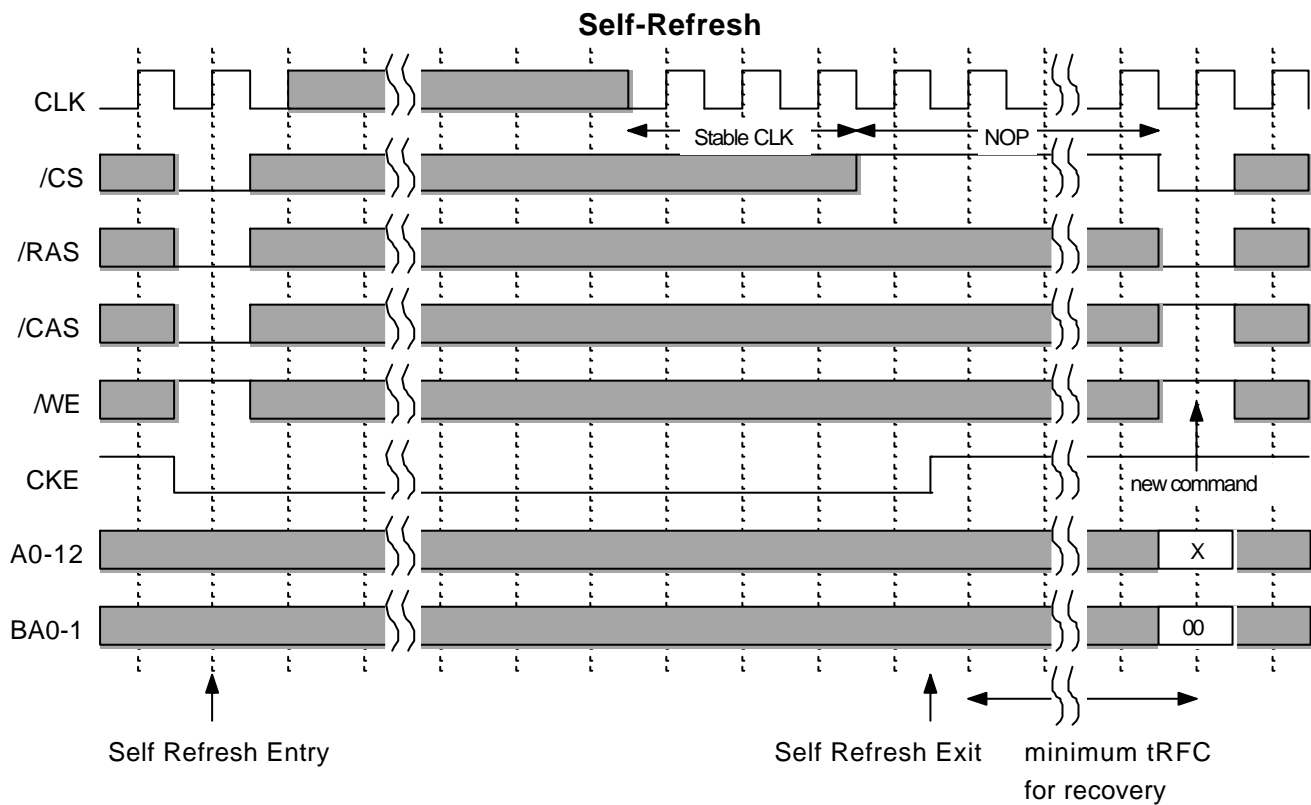 Self-Refresh
CLK
Stable CLK
NOP
/CS
/RAS
/CAS
/WE
CKE
new command
A0-12
X
BA0-1
00
Self Refresh Entry
Self Refresh Exit
minimum tRFC
for recovery